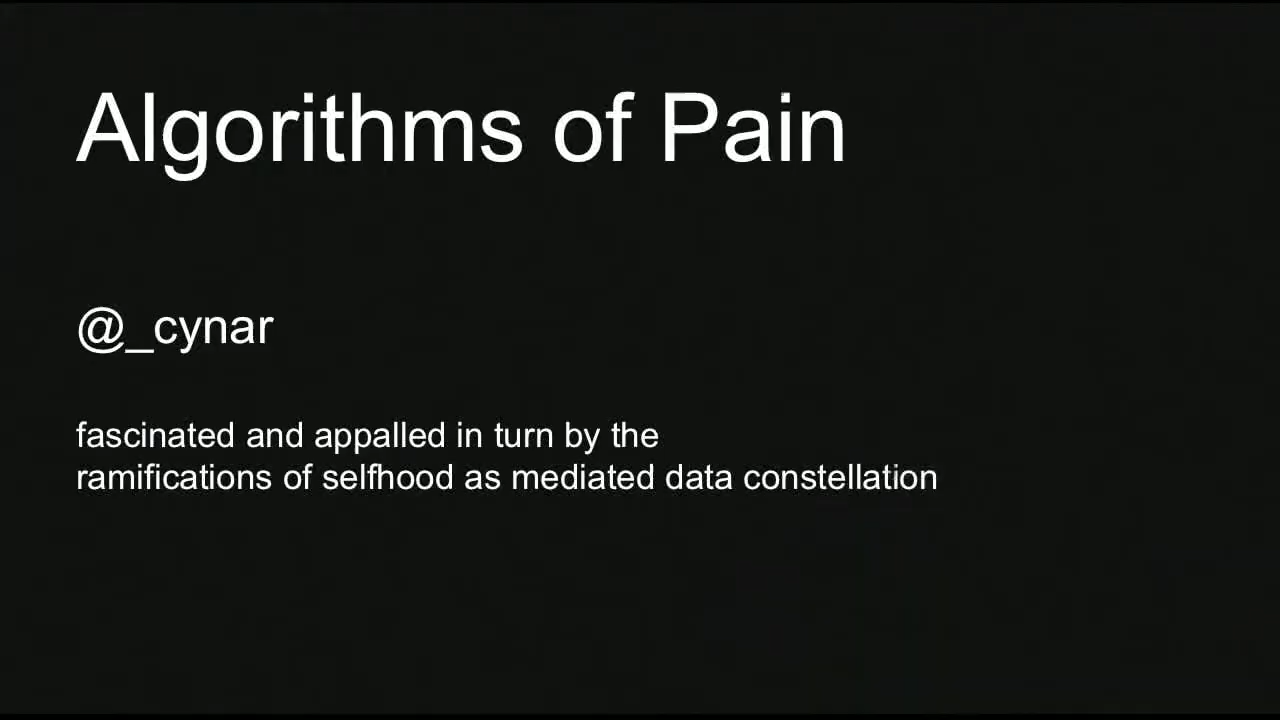 Algorithms of Pain
@_cynar
fascinated and appalled in turn by the
ramifications of selfhood as mediated data constellation